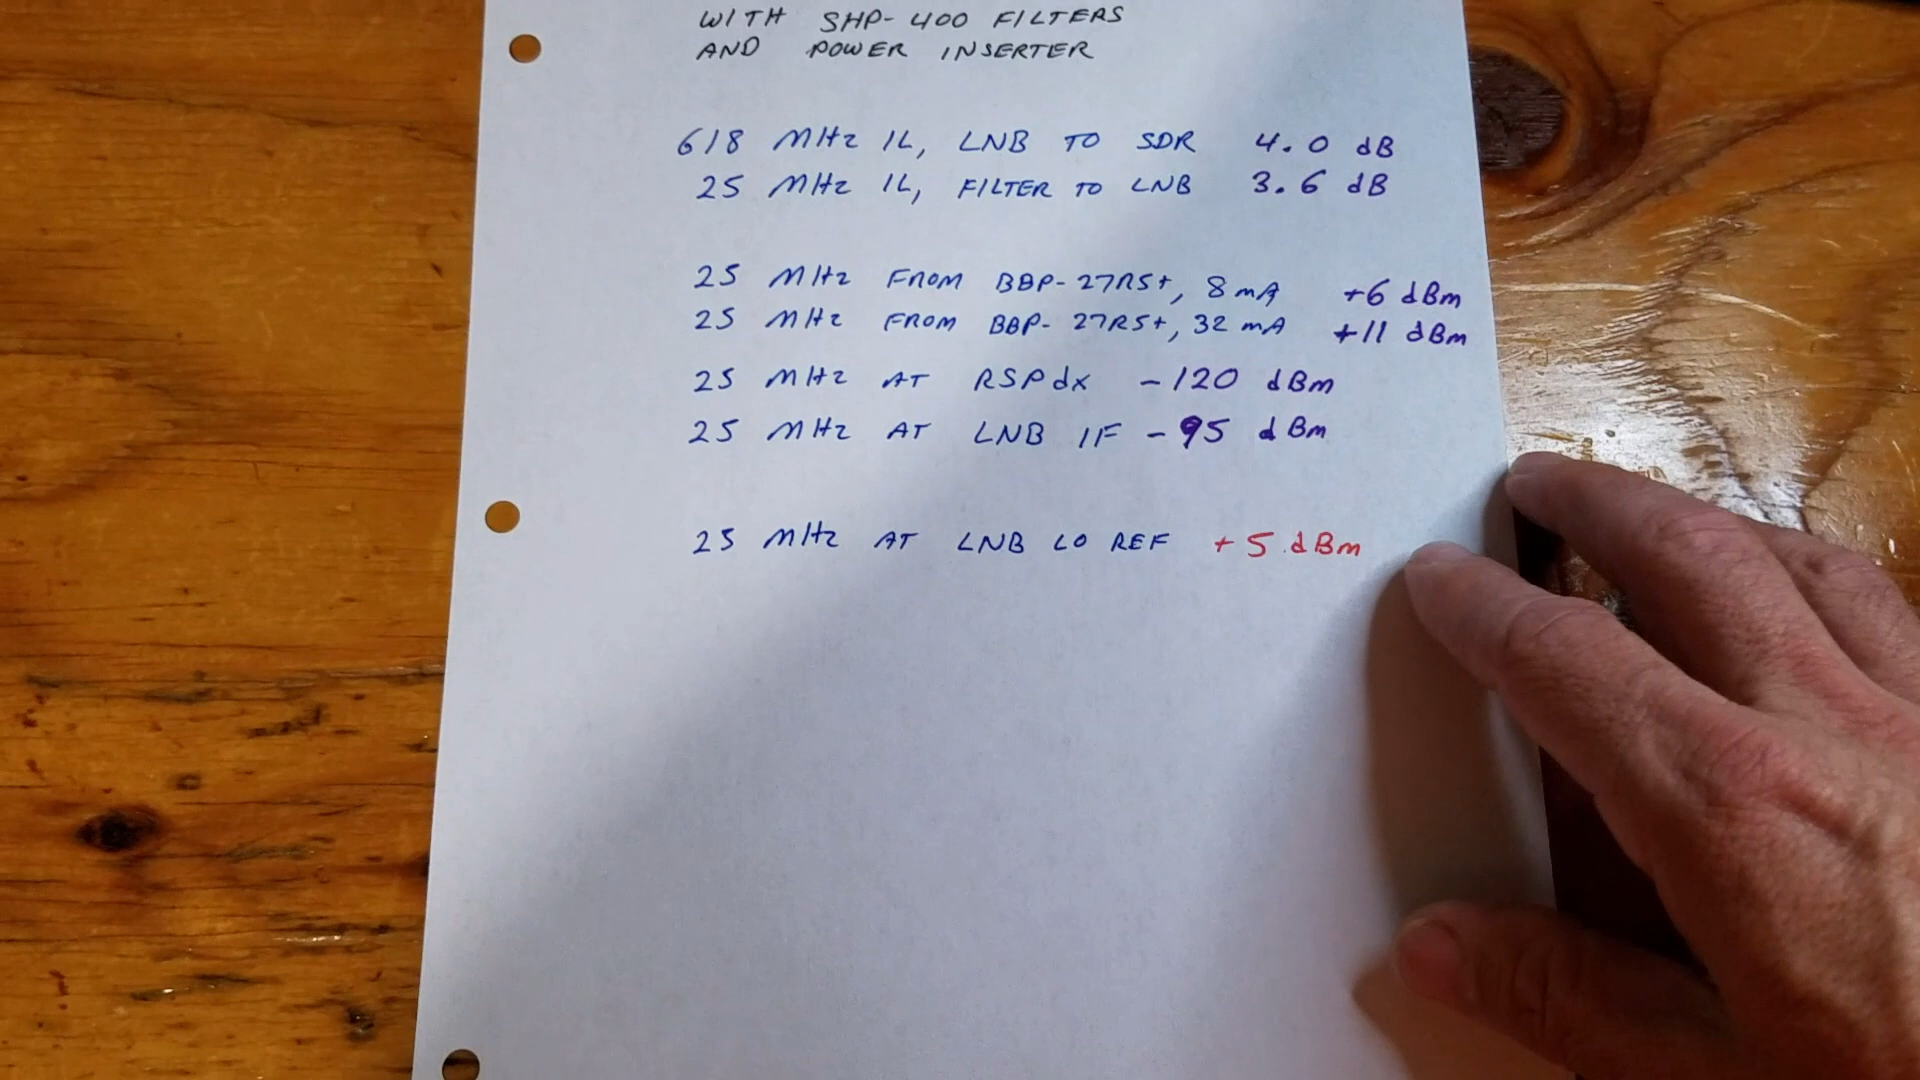 WITH SHP-400 FILTERS
AND POWER INSERTER
618 MHz IL, LNB TO SDR 4.0 dB
25 MHz IL, FILTER TO LNB 3.6 dB
25 MHz FROM BBP-27RS+, 8 mA +6 dBm
25 MHz FROM BBP-27RS+, 32 mA +11 dBm
25 MHz AT RSPdx -120 dBm
25 MHz AT LNB IF -95 dBm
25 MHz AT LNB LO REF +5 dBm